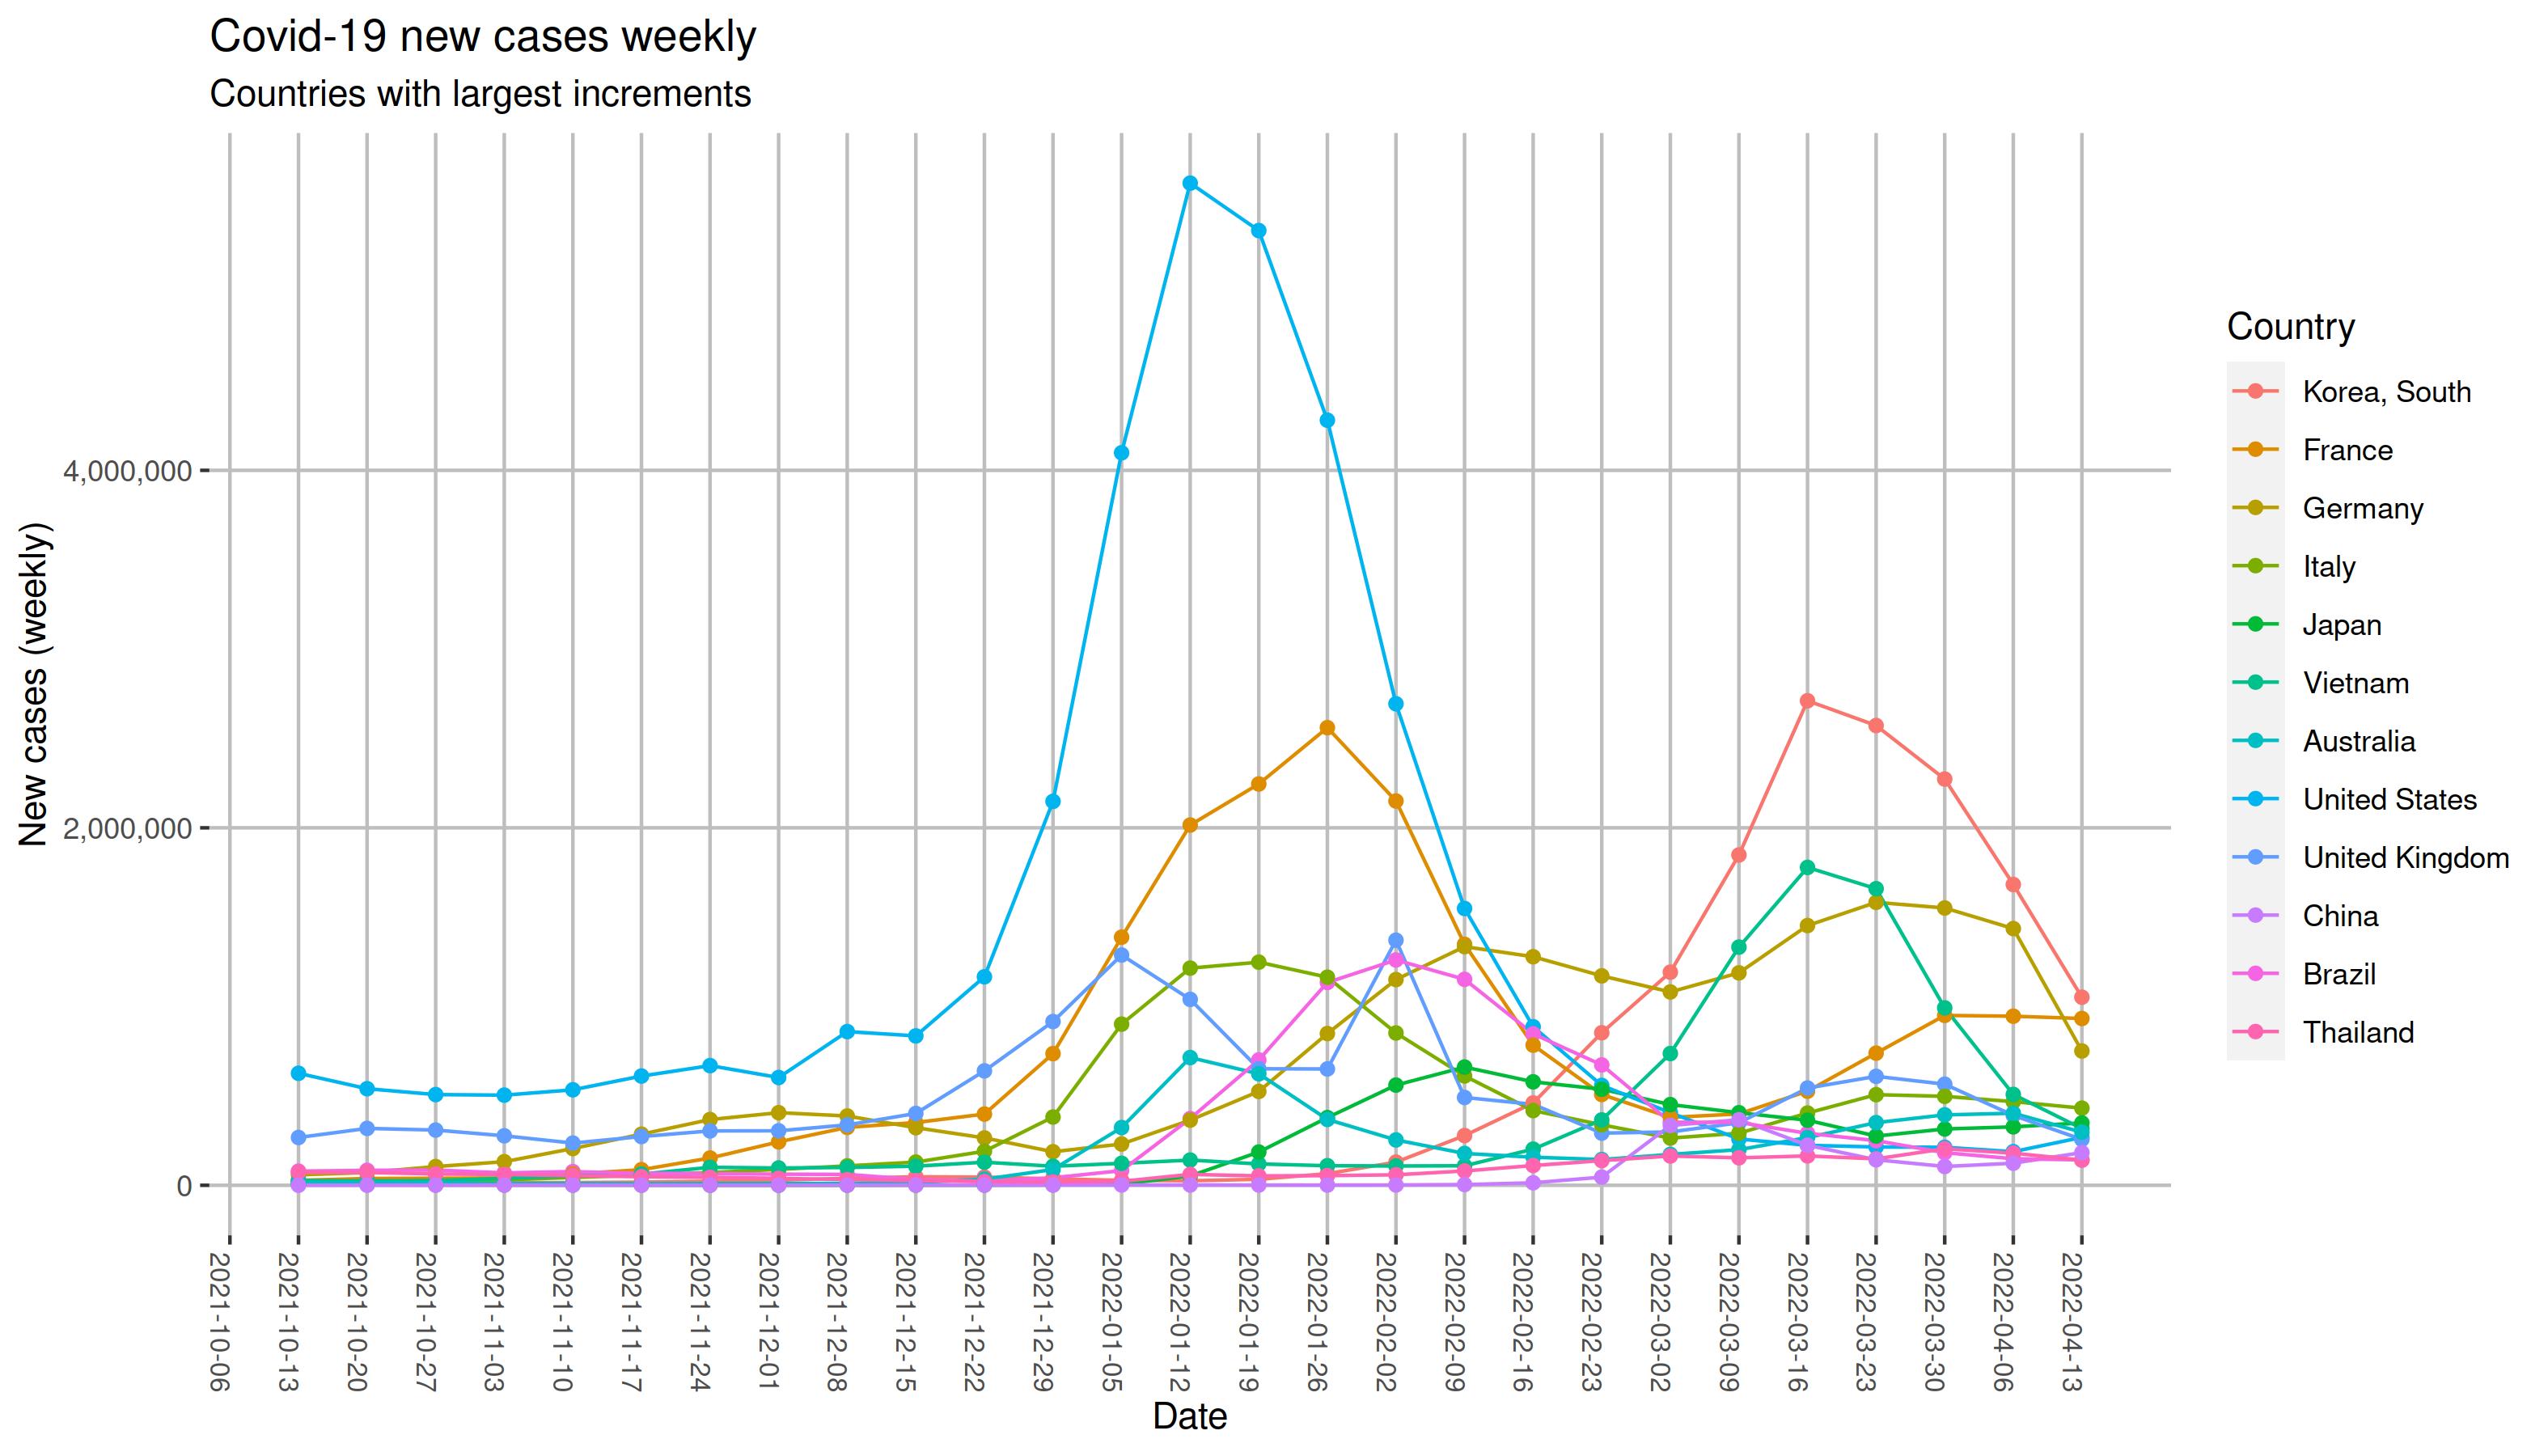 Covid-19 new cases weekly
Countries with largest increments
New cases (weekly)
4,000,000
2,000,000
0
2021-10-06
2021-10-13
2021-10-20
2021-10-27
2021-11-03
2021-11-10
2021-11-17
2021-11-24
2021-12-01
2021-12-08
2021-12-15
2021-12-22
2021-12-29
2022-01-05
2022-01-12
2022-01-19
2022-01-26
2022-02-02
2022-02-09
2022-02-16
2022-02-23
2022-03-02
2022-03-09
2022-03-16
2022-03-23
2022-03-30
2022-04-06
2022-04-13
Date
Country
Korea, South
France
Germany
Italy
Japan
Vietnam
Australia
United States
United Kingdom
China
Brazil
Thailand